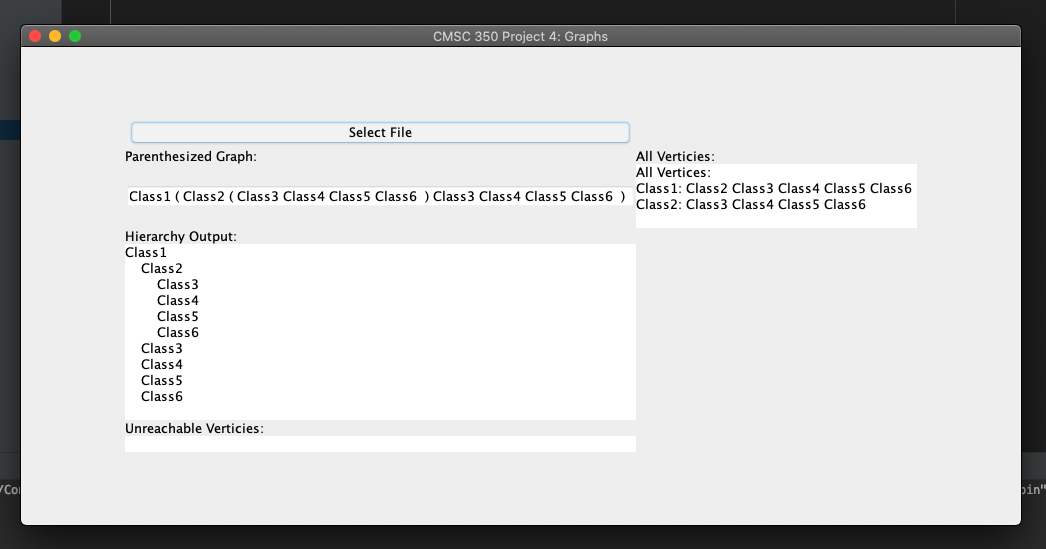 CMSC 350 Project 4: Graphs
Select File
Parenthesized Graph:
Class1 ( Class2 ( Class3 Class4 Class5 Class6  ) Class3 Class4 Class5 Class6  )
Hierarchy Output:
Class1
Class2
Class3
Class4
Class5
Class6
Class3
Class4
Class5
Class6
Unreachable Verticies:
All Verticies:
All Vertices:
Class1: Class2 Class3 Class4 Class5 Class6
Class2: Class3 Class4 Class5 Class6
/Co
bin"